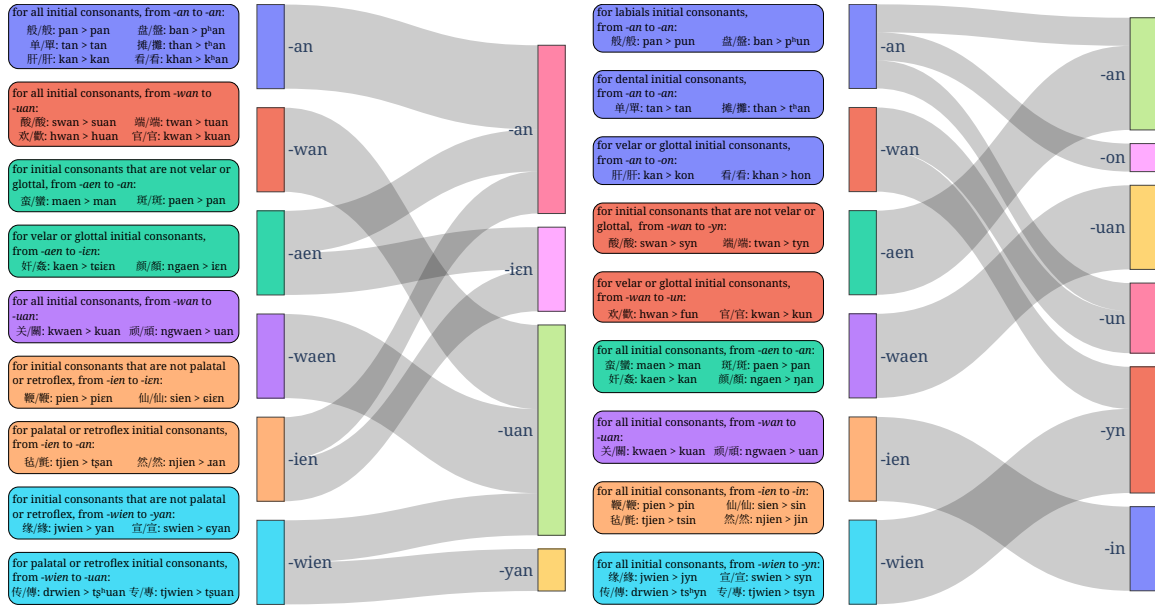 for all initial consonants, from -an to -an:
般/般: pan > pan 盘/盤: ban > pʰan
单/單: tan > tan 摊/攤: than > tʰan
肝/肝: kan > kan 看/看: khan > kʰan
for all initial consonants, from -wan to
-uan:
酸/酸: swan > suan 端/端: twan > tuan
欢/歡: hwan > huan 官/官: kwan > kuan
for initial consonants that are not velar or
glottal, from -aen to -an:
蛮/蠻: maen > man 斑/斑: paen > pan
for velar or glottal initial consonants,
from -aen to -iɛn:
奸/姦: kaen > tɕiɛn 颜/顏: ngaen > iɛn
for all initial consonants, from -wan to
-uan:
关/關: kwaen > kuan 顽/頑: ngwaen > uan
for initial consonants that are not palatal
or retroflex, from -ien to -iɛn:
鞭/鞭: pien > piɛn 仙/仙: sien > ɕiɛn
for palatal or retroflex initial consonants,
from -ien to -an:
毡/氈: tjien > tʂan 然/然: njien > ɹan
for initial consonants that are not palatal
or retroflex, from -wien to -yan:
缘/緣: jwien > yan 宣/宣: swien > ɕyan
for palatal or retroflex initial consonants,
from -wien to -uan:
传/傳: drwien > tʂʰuan 专/專: tjwien > tʂuan
-an
-wan
-aen
-waen
-ien
-wien
-an
-iɛn
-uan
-yan
for labials initial consonants,
from -an to -an:
般/般: pan > pun 盘/盤: ban > pʰun
for dental initial consonants,
from -an to -an:
单/單: tan > tan 摊/攤: than > tʰan
for velar or glottal initial consonants,
from -an to -on:
肝/肝: kan > kon 看/看: khan > hon
for initial consonants that are not velar or
glottal, from -wan to -yn:
酸/酸: swan > syn 端/端: twan > tyn
for velar or glottal initial consonants,
from -wan to -un:
欢/歡: hwan > fun 官/官: kwan > kun
for all initial consonants, from -aen to -an:
蛮/蠻: maen > man 斑/斑: paen > pan
奸/姦: kaen > kan 颜/顏: ngaen > ŋan
for all initial consonants, from -wan to
-uan:
关/關: kwaen > kuan 顽/頑: ngwaen > uan
for all initial consonants, from -ien to -in:
鞭/鞭: pien > pin 仙/仙: sien > sin
毡/氈: tjien > tsin 然/然: njien > jin
for all initial consonants, from -wien to -yn:
缘/緣: jwien > jyn 宣/宣: swien > syn
传/傳: drwien > tsʰyn 专/專: tjwien > tsyn
-an
-wan
-aen
-waen
-ien
-wien
-an
-on
-uan
-un
-yn
-in